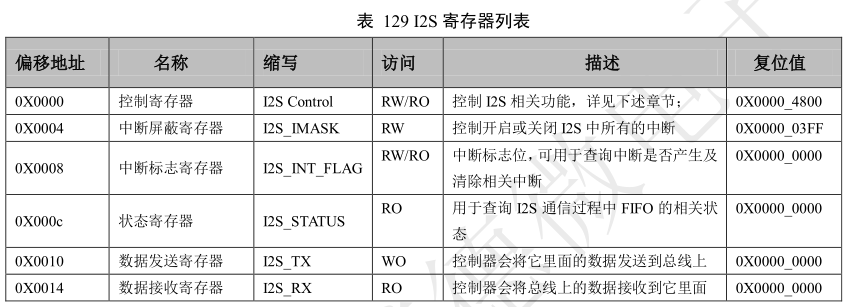 表 129 I2S 寄存器列表
偏移地址 名称 缩写 访问 描述 复位值
0X0000 控制寄存器 I2S Control RW/RO 控制 I2S 相关功能，详见下述章节； 0X0000_4800
0X0004 中断屏蔽寄存器 I2S_IMASK RW 控制开启或关闭 I2S 中所有的中断 0X0000_03FF
0X0008 中断标志寄存器 I2S_INT_FLAG RW/RO 中断标志位，可用于查询中断是否产生及 0X0000_0000
清除相关中断
0X000c 状态寄存器 I2S_STATUS RO 用于查询 I2S 通信过程中 FIFO 的相关状 0X0000_0000
态
0X0010 数据发送寄存器 I2S_TX WO 控制器会将它里面的数据发送到总线上 0X0000_0000
0X0014 数据接收寄存器 I2S_RX RO 控制器会将总线上的数据接收到它里面 0X0000_0000